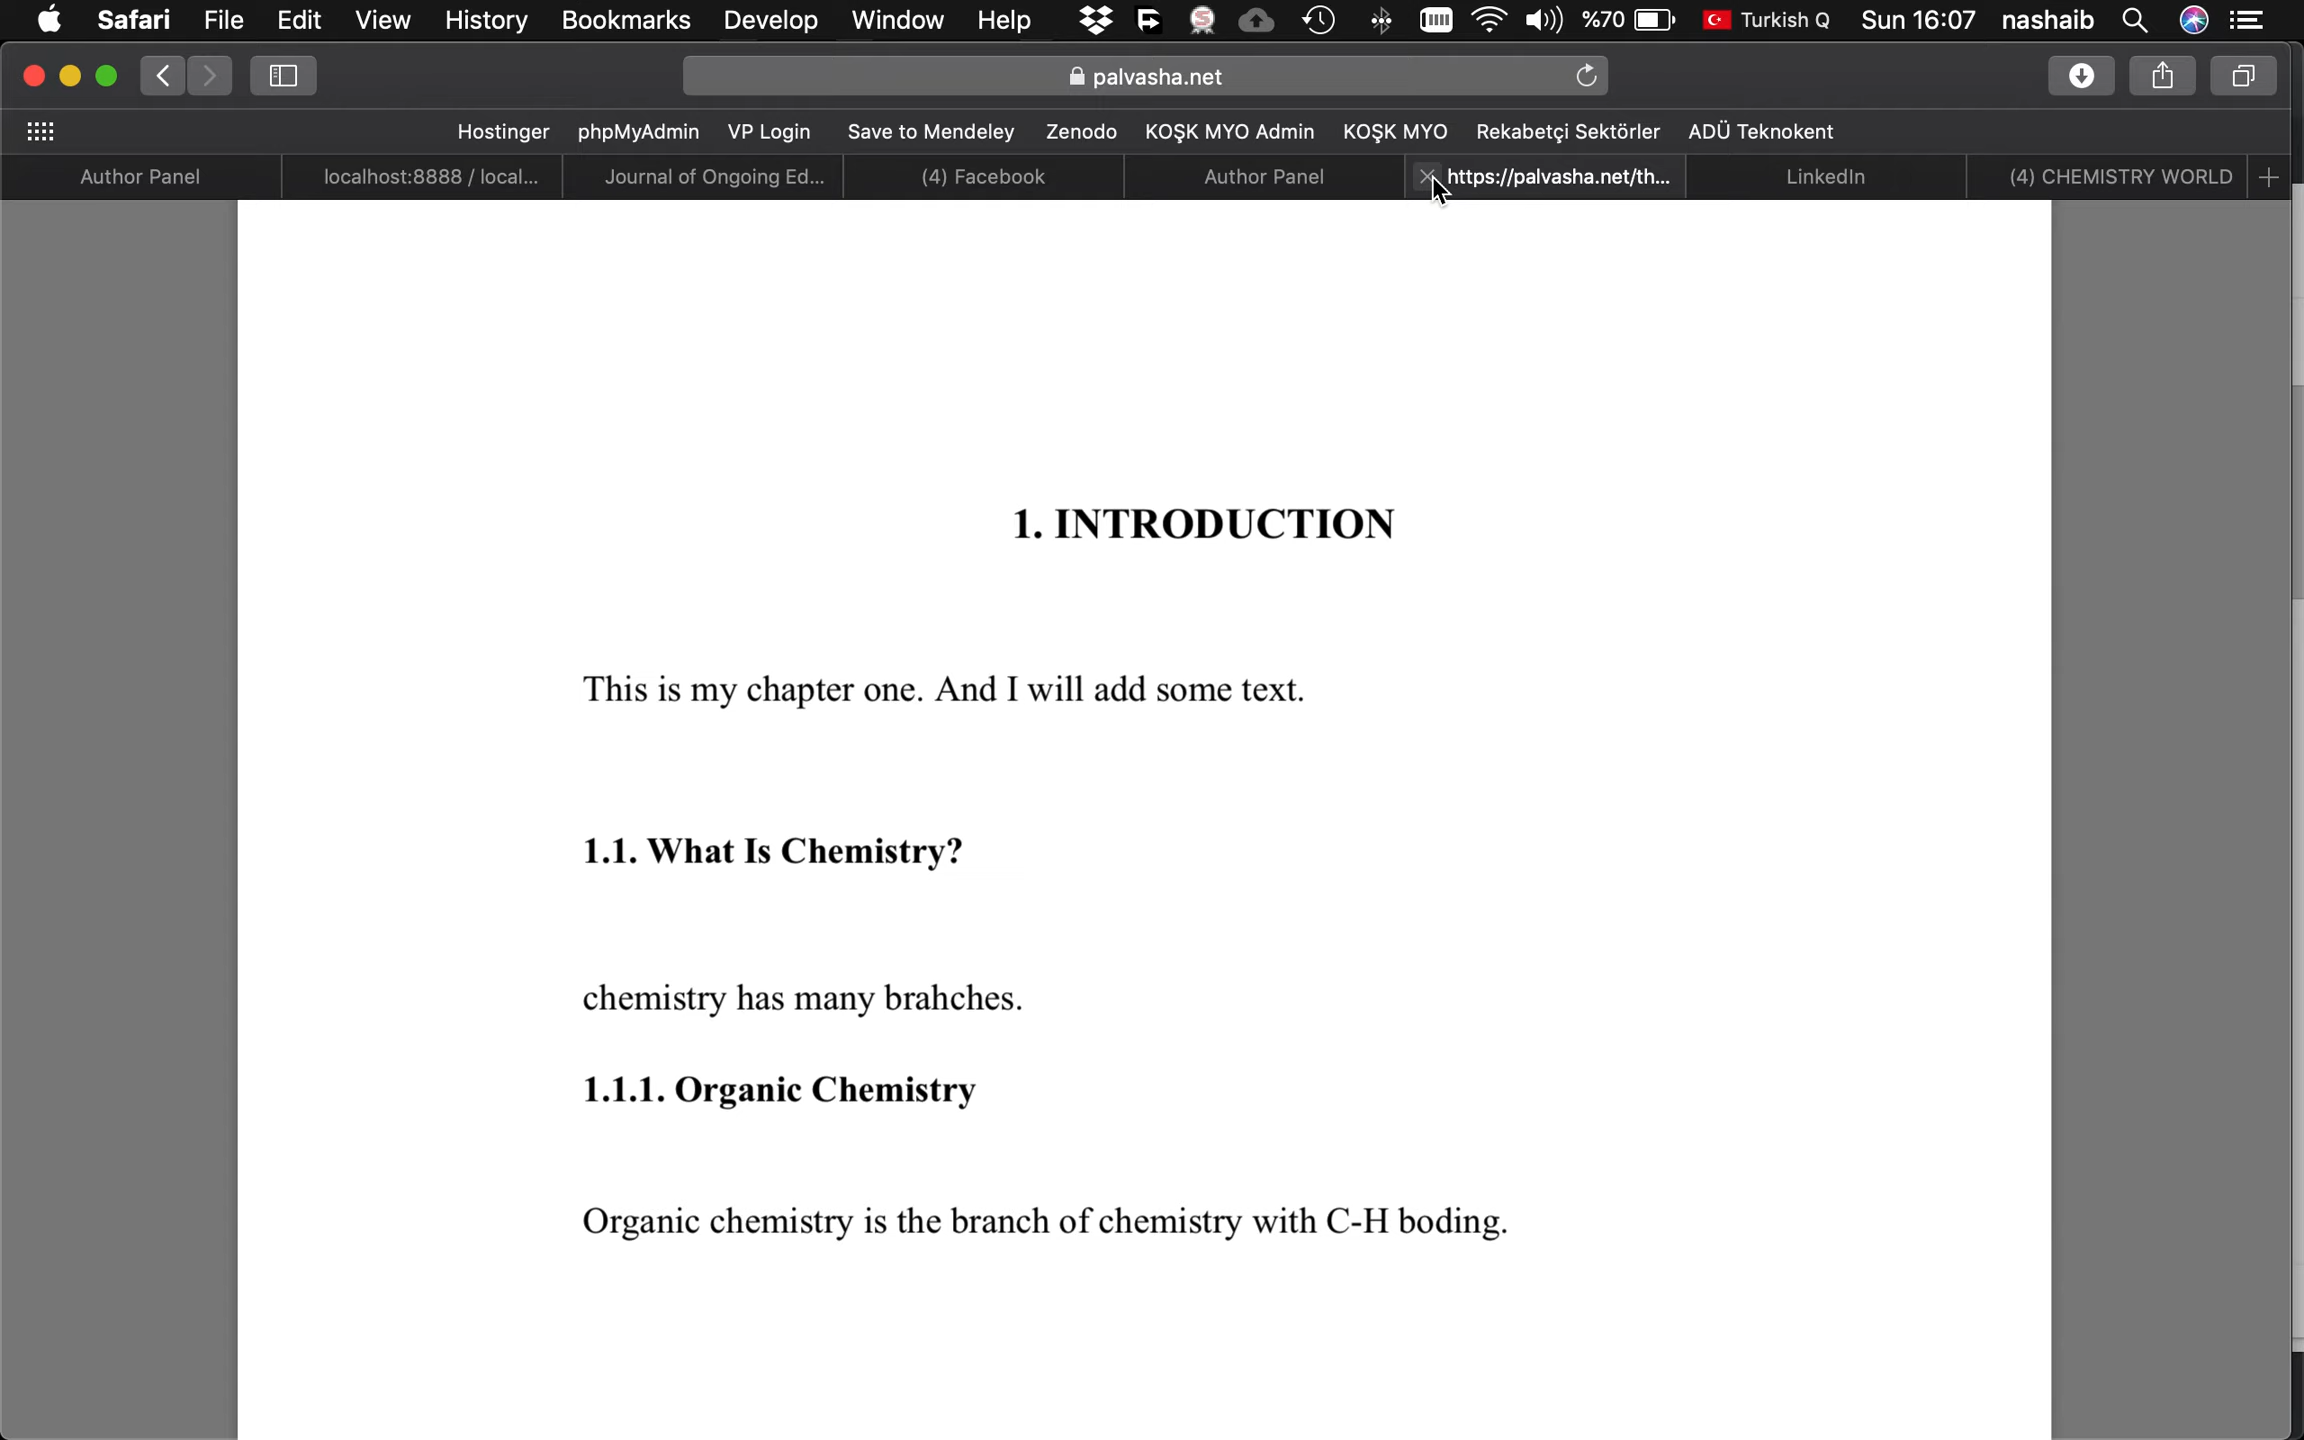 Safari File Edit View History Bookmarks Develop Window Help %70 Turkish Q Sun 16:07 nashaib
palvasha.net
Hostinger phpMyAdmin VP Login Save to Mendeley Zenodo KOŞK MYO Admin KOŞK MYO Rekabetçi Sektörler ADÜ Teknokent
Author Panel localhost:8888 / local... Journal of Ongoing Ed... (4) Facebook Author Panel https://palvasha.net/th... LinkedIn (4) CHEMISTRY WORLD
1. INTRODUCTION
This is my chapter one. And I will add some text.
1.1. What Is Chemistry?
chemistry has many brahches.
1.1.1. Organic Chemistry
Organic chemistry is the branch of chemistry with C-H boding.